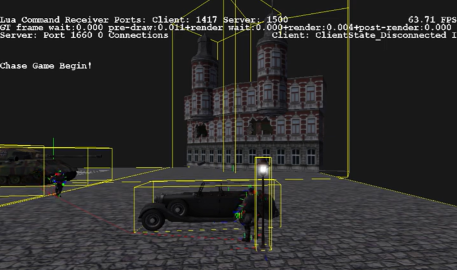 Lua Command Receiver Ports: Client: 1417 Server: 1500 63.71 FPS
GT frame wait:0.000 pre-draw:0.011+render wait:0.000+render:0.004+post-render:0.000
Server: Port 1660 0 Connections Client: ClientState_Disconnected I
Chase Game Begin!